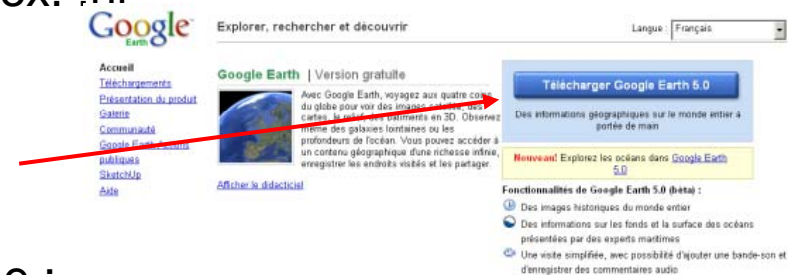 Google
Earth
Explorer, rechercher et découvrir
Langue : Français
Accueil
Téléchargements
Présentation du produit
Galerie
Communauté
Google Earth Forums
publiques
SketchUp
Aide
Google Earth | Version gratuite
Avec Google Earth, voyagez aux quatre coins
du globe pour voir des images satellite, des
cartes, le relief, des bâtiments en 3D. Observez
même des galaxies lointaines ou les
profondeurs de l'océan. Vous pouvez accéder à
un contenu géographique d'une richesse infinie,
enregistrer les endroits visités et les partager.
Afficher le didacticiel
Télécharger Google Earth 5.0
Des informations géographiques sur le monde entier à
portée de main
Nouveau! Explorez les océans dans Google Earth
5.0
Fonctionnalités de Google Earth 5.0 (bêta) :
Des images historiques du monde entier
Des informations sur les fonds et la surface des océans
présentées par des experts maritimes
Une visite simplifiée, avec possibilité d'ajouter une bande-son et
d'enregistrer des commentaires audio